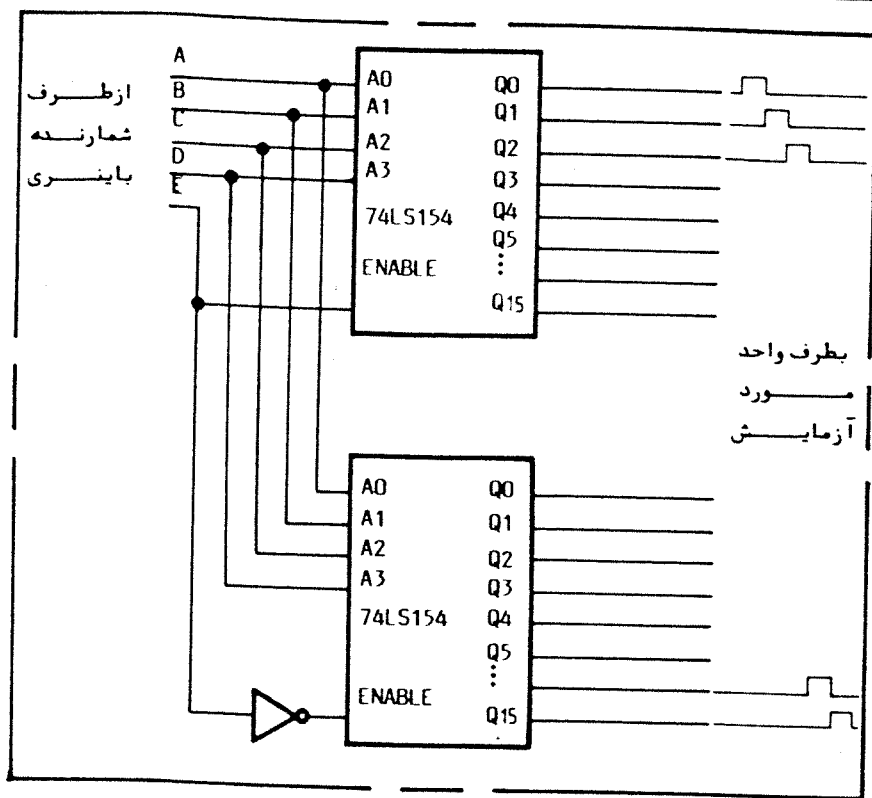 A
B
C
D
E
ازطرف
شمارنده
باینری
A0
A1
A2
A3
74LS154
ENABLE
Q0
Q1
Q2
Q3
Q4
Q5
⋮
Q15
بطرف واحد
مورد
آزمایش
A0
A1
A2
A3
74LS154
ENABLE
Q0
Q1
Q2
Q3
Q4
Q5
⋮
Q15